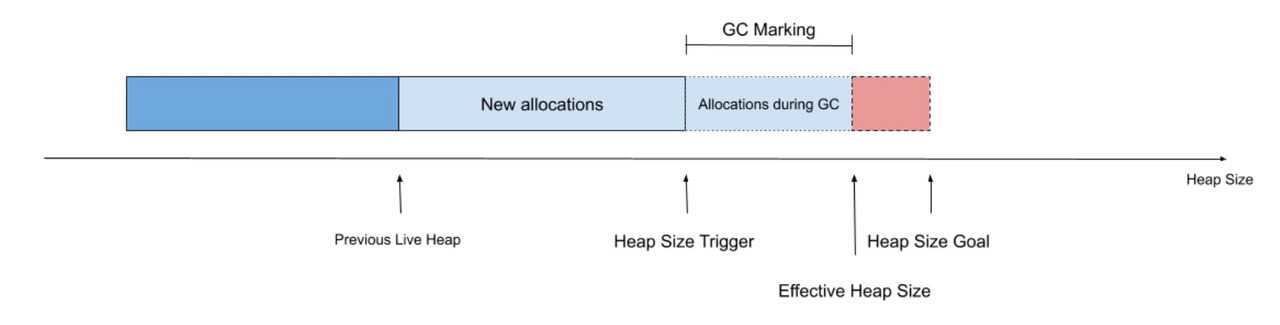 GC Marking
New allocations
Allocations during GC
Heap Size
Previous Live Heap
Heap Size Trigger
Heap Size Goal
Effective Heap Size